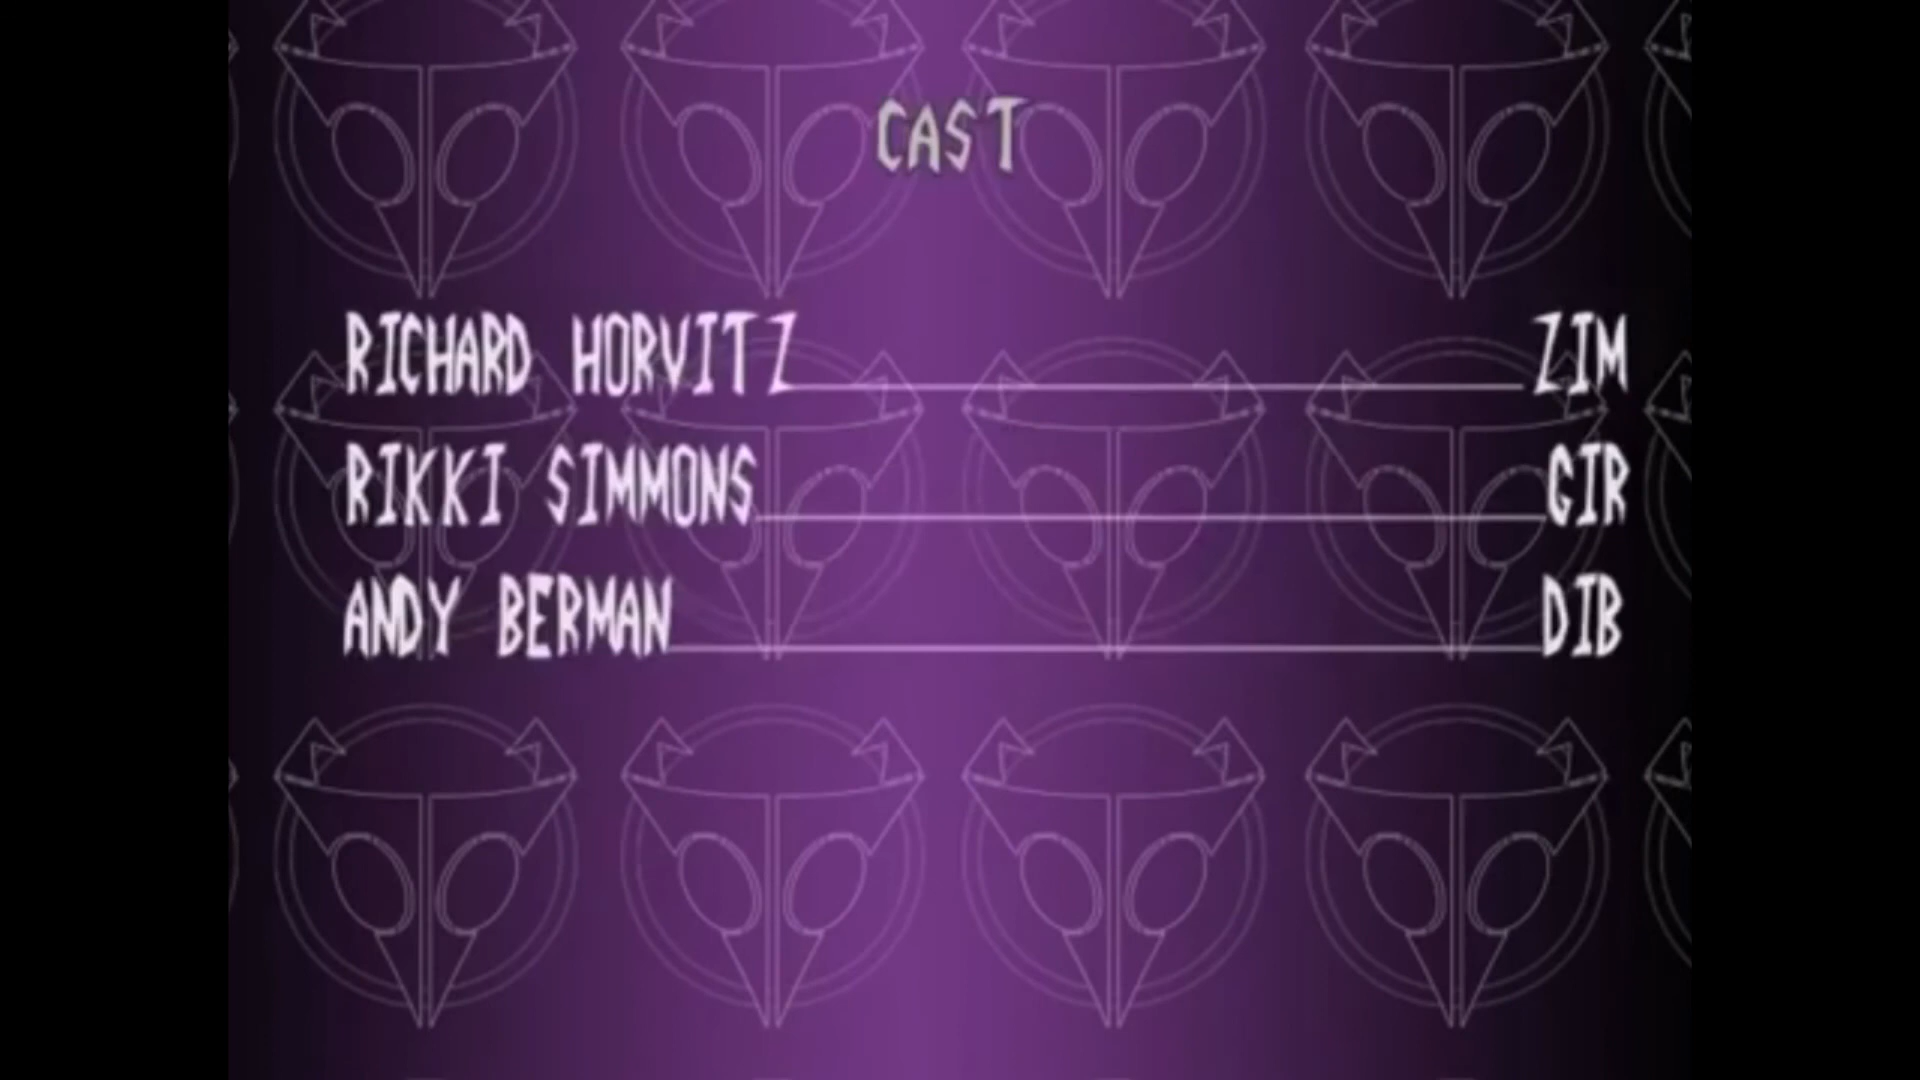 CAST
RICHARD HORVITZ ZIM
RIKKI SIMMONS GIR
ANDY BERMAN DIB